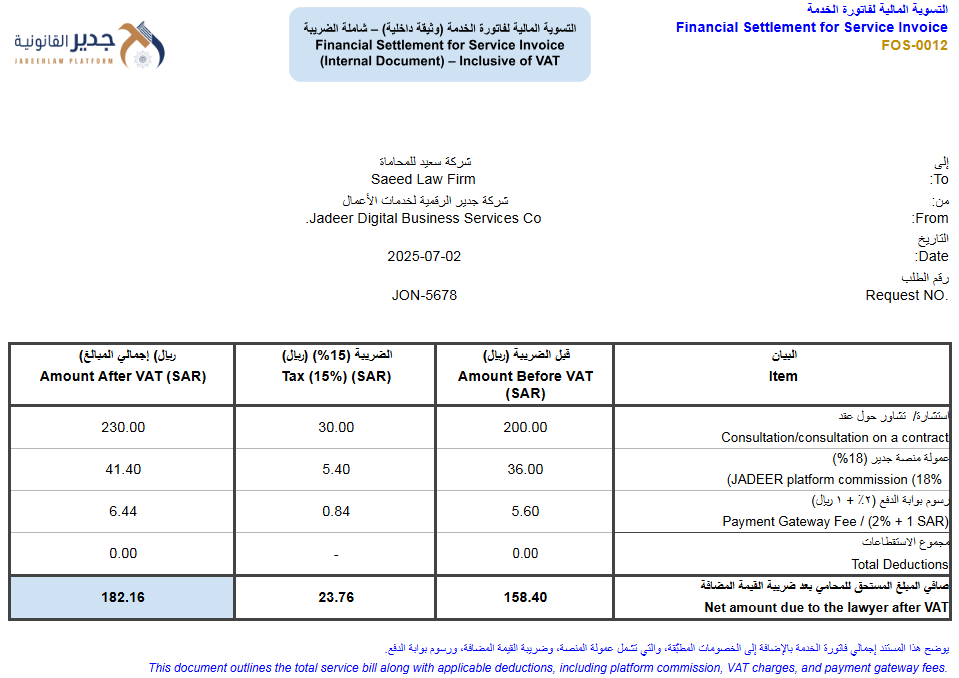 التسوية المالية لفاتورة الخدمة
Financial Settlement for Service Invoice
FOS-0012
التسوية المالية لفاتورة الخدمة (وثيقة داخلية) – شاملة الضريبة
Financial Settlement for Service Invoice
(Internal Document) – Inclusive of VAT
جدير القانونية
JADEERLAW PLATFORM
إلى شركة سعيد للمحاماة
To: Saeed Law Firm
من: شركة جدير الرقمية لخدمات الأعمال
From: Jadeer Digital Business Services Co.
التاريخ
Date: 2025-07-02
رقم الطلب
Request NO. JON-5678
البيان قبل الضريبة (ريال) الضريبة (15%) (ريال) ريال) إجمالي المبالغ)
Item Amount Before VAT (SAR) Tax (15%) (SAR) Amount After VAT (SAR)
استشارة/ تشاور حول عقد
Consultation/consultation on a contract 200.00 30.00 230.00
عمولة منصة جدير (18%)
(JADEER platform commission (18% 36.00 5.40 41.40
رسوم بوابة الدفع (٢٪ + ١ ريال)
Payment Gateway Fee / (2% + 1 SAR) 5.60 0.84 6.44
مجموع الاستقطاعات
Total Deductions 0.00 - 0.00
صافي المبلغ المستحق للمحامي بعد ضريبة القيمة المضافة
Net amount due to the lawyer after VAT 158.40 23.76 182.16
يوضح هذا المستند إجمالي فاتورة الخدمة بالإضافة إلى الخصومات المطبّقة، والتي تشمل عمولة المنصة، وضريبة القيمة المضافة، ورسوم بوابة الدفع.
This document outlines the total service bill along with applicable deductions, including platform commission, VAT charges, and payment gateway fees.